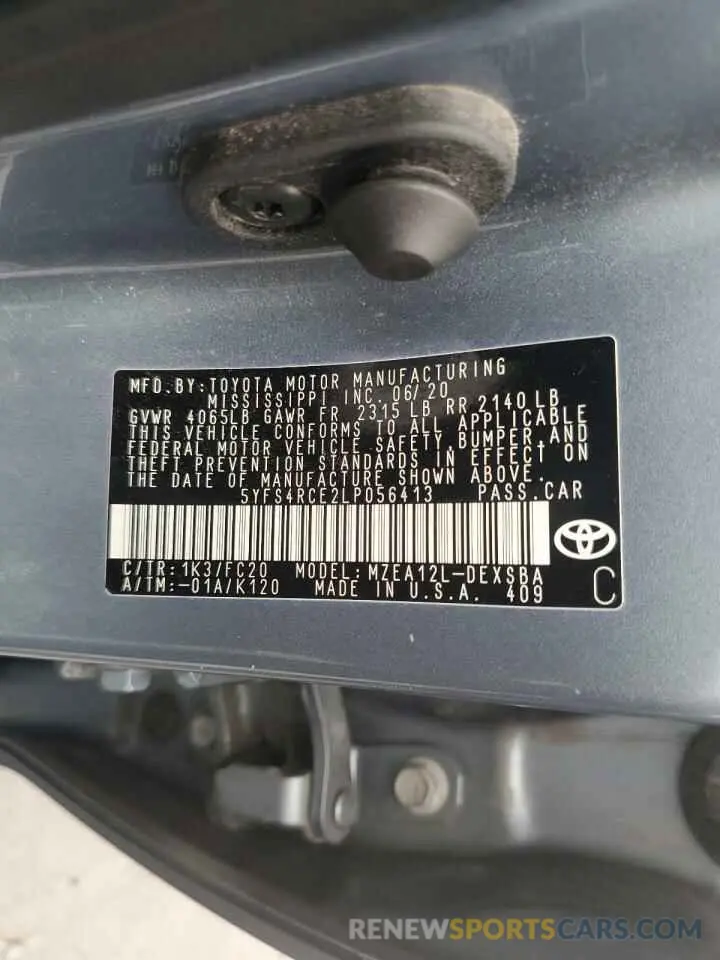 MFD.BY:TOYOTA MOTOR MANUFACTURING
MISSISSIPPI INC. 06/20
GVWR 4065LB GAWR FR 2315 LB RR 2140 LB
THIS VEHICLE CONFORMS TO ALL APPLICABLE
FEDERAL MOTOR VEHICLE SAFETY,BUMPER,AND
THEFT PREVENTION STANDARDS IN EFFECT ON
THE DATE OF MANUFACTURE SHOWN ABOVE.
5YFS4RCE2LP056413 PASS.CAR
C/TR:1K3/FC20 MODEL:MZEA12L-DEXSBA
A/TM:-01A/K120 MADE IN U.S.A. 409 C
RENEWSPORTSCARS.COM